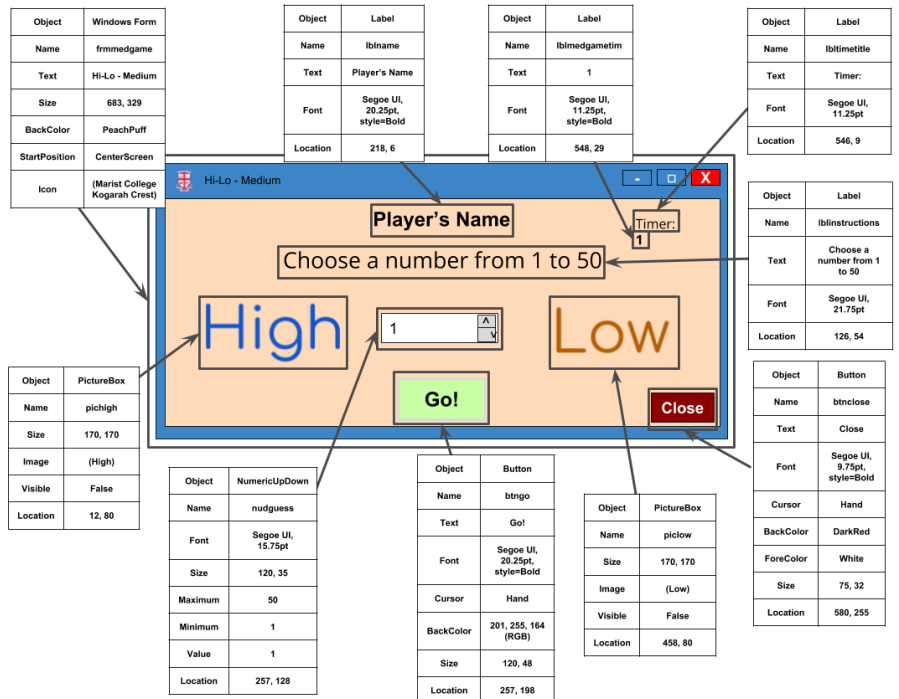 Object Windows Form
Name frmmedgame
Text Hi-Lo - Medium
Size 683, 329
BackColor PeachPuff
StartPosition CenterScreen
Icon (Marist College
Kogarah Crest)
Object Label
Name lblname
Text Player's Name
Font Segoe UI,
20.25pt,
style=Bold
Location 218, 6
Object Label
Name lblmedgametim
Text 1
Font Segoe UI,
11.25pt,
style=Bold
Location 548, 29
Object Label
Name lbltimetitle
Text Timer:
Font Segoe UI,
11.25pt
Location 546, 9
Hi-Lo - Medium
- □ X
Player's Name
Timer:
1
Choose a number from 1 to 50
High
1
^
v
Low
Go!
Close
Object Label
Name lblinstructions
Text Choose a
number from 1
to 50
Font Segoe UI,
21.75pt
Location 126, 54
Object PictureBox
Name pichigh
Size 170, 170
Image (High)
Visible False
Location 12, 80
Object NumericUpDown
Name nudguess
Font Segoe UI,
15.75pt
Size 120, 35
Maximum 50
Minimum 1
Value 1
Location 257, 128
Object Button
Name btngo
Text Go!
Font Segoe UI,
20.25pt,
style=Bold
Cursor Hand
BackColor 201, 255, 164
(RGB)
Size 120, 48
Location 257, 198
Object PictureBox
Name piclow
Size 170, 170
Image (Low)
Visible False
Location 458, 80
Object Button
Name btnclose
Text Close
Font Segoe UI,
9.75pt,
style=Bold
Cursor Hand
BackColor DarkRed
ForeColor White
Size 75, 32
Location 580, 255